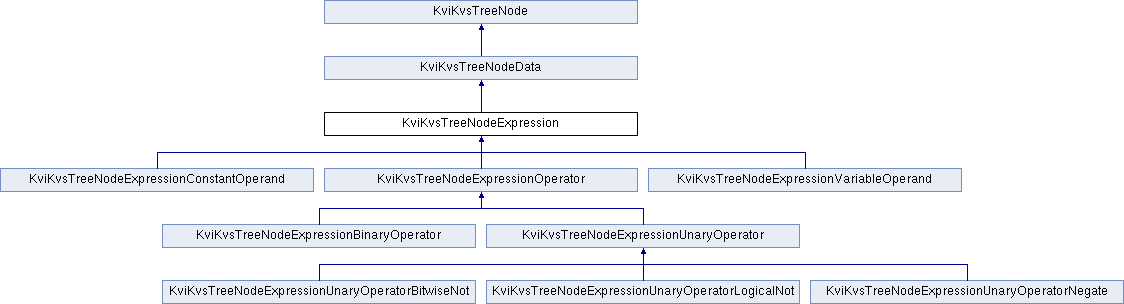 KviKvsTreeNode
KviKvsTreeNodeData
KviKvsTreeNodeExpression
KviKvsTreeNodeExpressionConstantOperand
KviKvsTreeNodeExpressionOperator
KviKvsTreeNodeExpressionVariableOperand
KviKvsTreeNodeExpressionBinaryOperator
KviKvsTreeNodeExpressionUnaryOperator
KviKvsTreeNodeExpressionUnaryOperatorBitwiseNot
KviKvsTreeNodeExpressionUnaryOperatorLogicalNot
KviKvsTreeNodeExpressionUnaryOperatorNegate